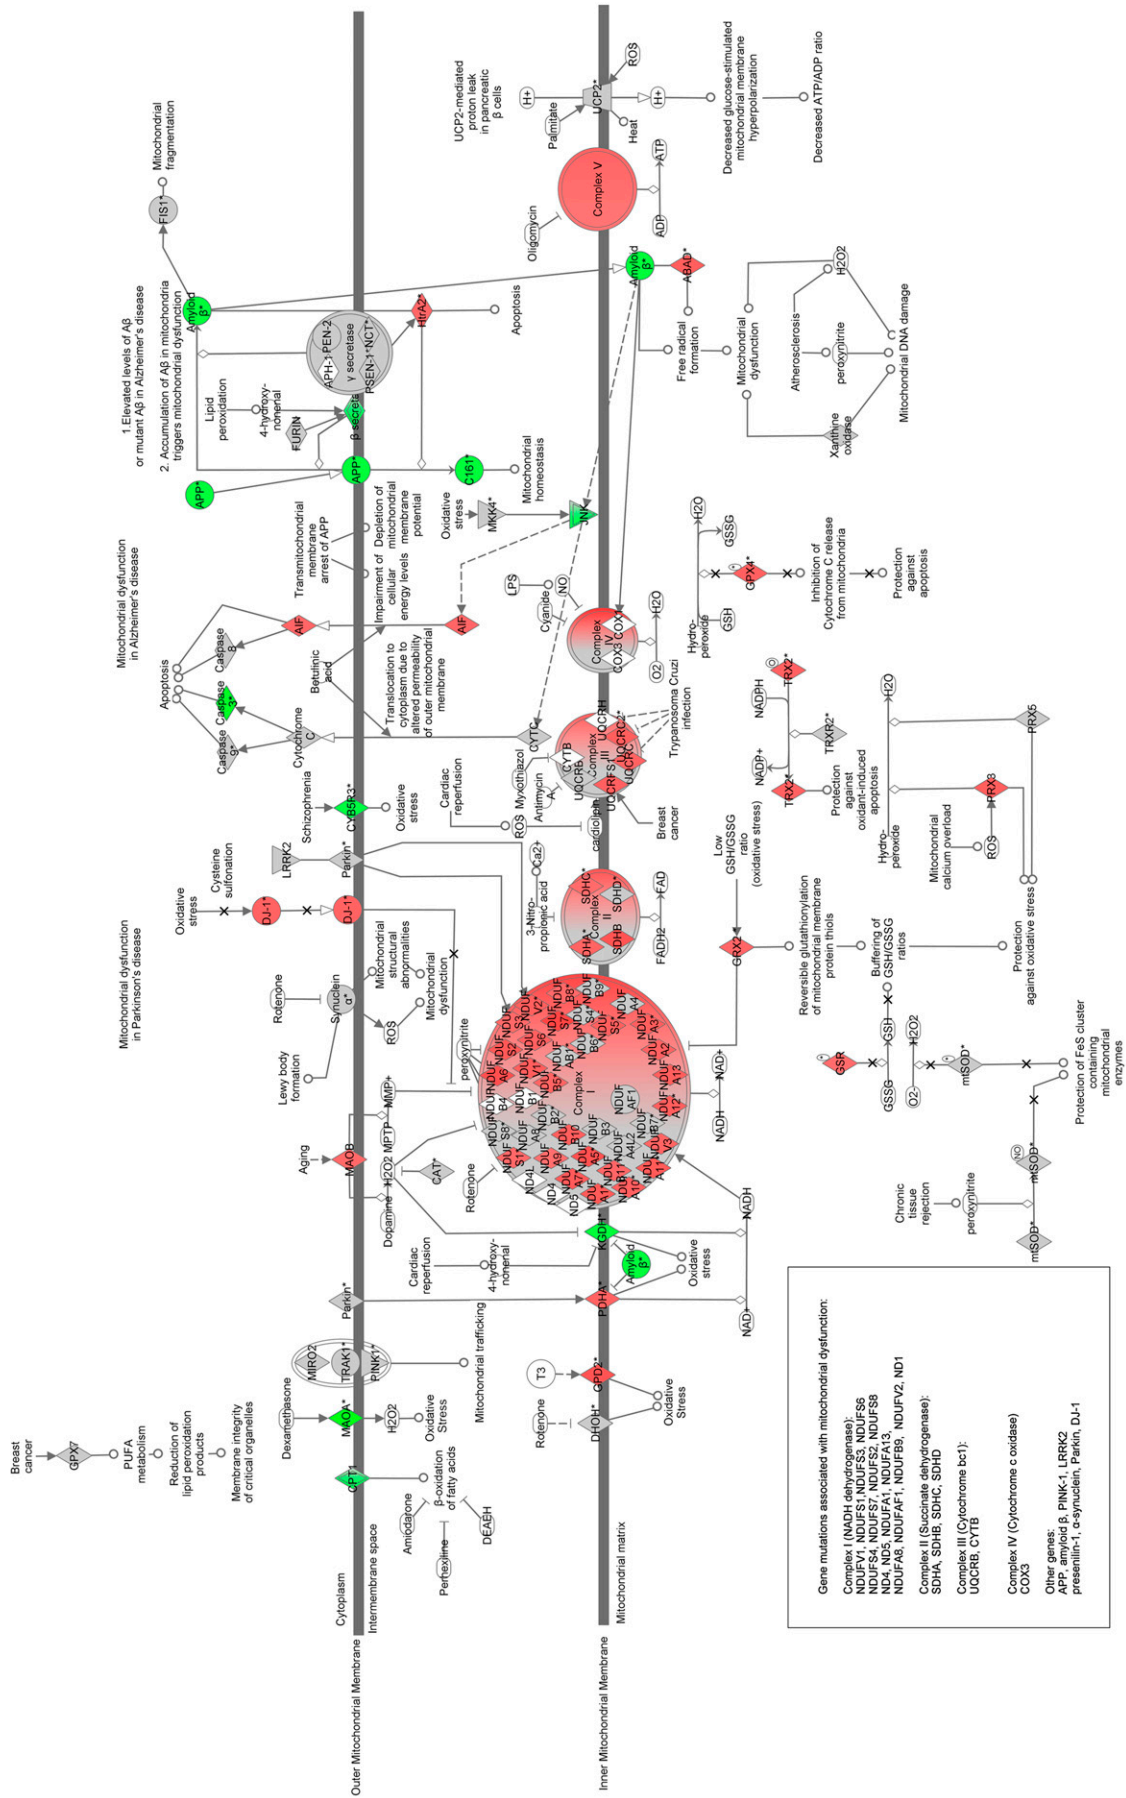 Breast
cancer
GPX7
PUFA
metabolism
Reduction of
lipid peroxidation
products
Membrane integrity
of critical organelles
Outer Mitochondrial Membrane
Cytoplasm
Intermembrane space
CPT1
Amiodarone
Perhexiline
DEAEH
β-oxidation
of fatty acids
Dexamethasone
MAOA*
H2O2
Oxidative
Stress
MIRO2
TRAK1*
PINK1*
Mitochondrial trafficking
Parkin*
Mitochondrial dysfunction
in Parkinson's disease
Aging
MAOB
Dopamine
H2O2
MPTP
MMP+
CAT*
Rotenone
Lewy body
formation
Rotenone
Synuclein
α*
ROS
Mitochondrial
structural
abnormalities
Mitochondrial
dysfunction
Oxidative
stress
Cysteine
sulfonation
DJ-1*
DJ-1*
LRRK2
Parkin*
Schizophrenia
CYB5R3*
Oxidative
stress
Cardiac
reperfusion
ROS
cardiolipin
Mitochondrial dysfunction
in Alzheimer's disease
Apoptosis
Caspase
9*
Caspase
3*
Caspase
8
Cytochrome
C
AIF
Betulinic
acid
Translocation to
cytoplasm due to
altered permeability
of outer mitochondrial
membrane
Impairment of
cellular
energy levels
Depletion of
mitochondrial
membrane
potential
Transmitochondrial
membrane
arrest of APP
AIF
CYTC
1.Elevated levels of Aβ
or mutant Aβ in Alzheimer's disease
2. Accumulation of Aβ in mitochondria
triggers mitochondrial dysfunction
APP*
APP*
C161*
Mitochondrial
homeostasis
Oxidative
stress
MKK4*
JNK
Lipid
peroxidation
4-hydroxy-
nonenal
FURIN
β secreta
APH-1
PEN-2
γ secretase
PSEN-1*
NCT*
Amyloid
β*
FIS1*
Mitochondrial
fragmentation
HtrA2*
Apoptosis
UCP2-mediated
proton leak
in pancreatic
β cells
H+
Palmitate
UCP2*
ROS
Heat
H+
Decreased glucose-stimulated
mitochondrial membrane
hyperpolarization
Decreased ATP/ADP ratio
Inner Mitochondrial Membrane
Mitochondrial matrix
Rotenone
DHOH*
T3
GPD2*
Oxidative
Stress
PDHA*
Amyloid
β*
KGDH*
Cardiac
reperfusion
4-hydroxy-
nonenal
Oxidative
stress
NAD+
NADH
peroxynitrite
Complex
I
NADH
NAD+
3-Nitro-
propionic acid
Ca2+
SDHA*
SDHB
SDHC*
SDHD*
Complex
II
FADH2
FAD
Myxothiazol
Antimycin
A
UQCRB
CYTB
Complex
III
UQCRH
UQCRC2*
UQCRC
UQCRFS1
Breast
cancer
Trypanosoma Cruzi
infection
LPS
NO
Cyanide
Complex
IV
COX3
COX1
O2
H2O
Oligomycin
Complex V
ADP
ATP
Amyloid
β*
ABAD*
Free radical
formation
Mitochondrial
dysfunction
Atherosclerosis
H2O2
peroxynitrite
Xanthine
oxidase
Mitochondrial DNA damage
Hydro-
peroxide
GSH
H2O
GSSG
GPX4*
Inhibition of
Cytochrome C release
from mitochondria
Protection
against
apoptosis
NADPH
NADP+
TRX2*
TRX2*
TRXR2*
Protection
against
oxidant-induced
apoptosis
Hydro-
peroxide
H2O
PRX3
PRX5
Mitochondrial
calcium overload
ROS
Low
GSH/GSSG
ratio
(oxidative stress)
GRX2*
Reversible glutathionylation
of mitochondrial membrane
protein thiols
Buffering of
GSH/GSSG
ratios
Protection
against oxidative stress
GSR
GSSG
GSH
O2-
H2O2
mtSOD*
Protection of FeS cluster
containing
mitochondrial
enzymes
Chronic
tissue
rejection
peroxynitrite
mtSOD*
mtSOD*
NO
Gene mutations associated with mitochondrial dysfunction:
Complex I (NADH dehydrogenase):
NDUFV1, NDUFS1,NDUFS3, NDUFS6
NDUFS4, NDUFS7, NDUFS2, NDUFS8
ND4, ND5, NDUFA1, NDUFA13,
NDUFA8, NDUFAF1, NDUFB9, NDUFV2, ND1
Complex II (Succinate dehydrogenase):
SDHA, SDHB, SDHC, SDHD
Complex III (Cytochrome bc1):
UQCRB, CYTB
Complex IV (Cytochrome c oxidase)
COX3
Other genes:
APP, amyloid β, PINK-1, LRRK2
presenilin-1, α-synuclein, Parkin, DJ-1